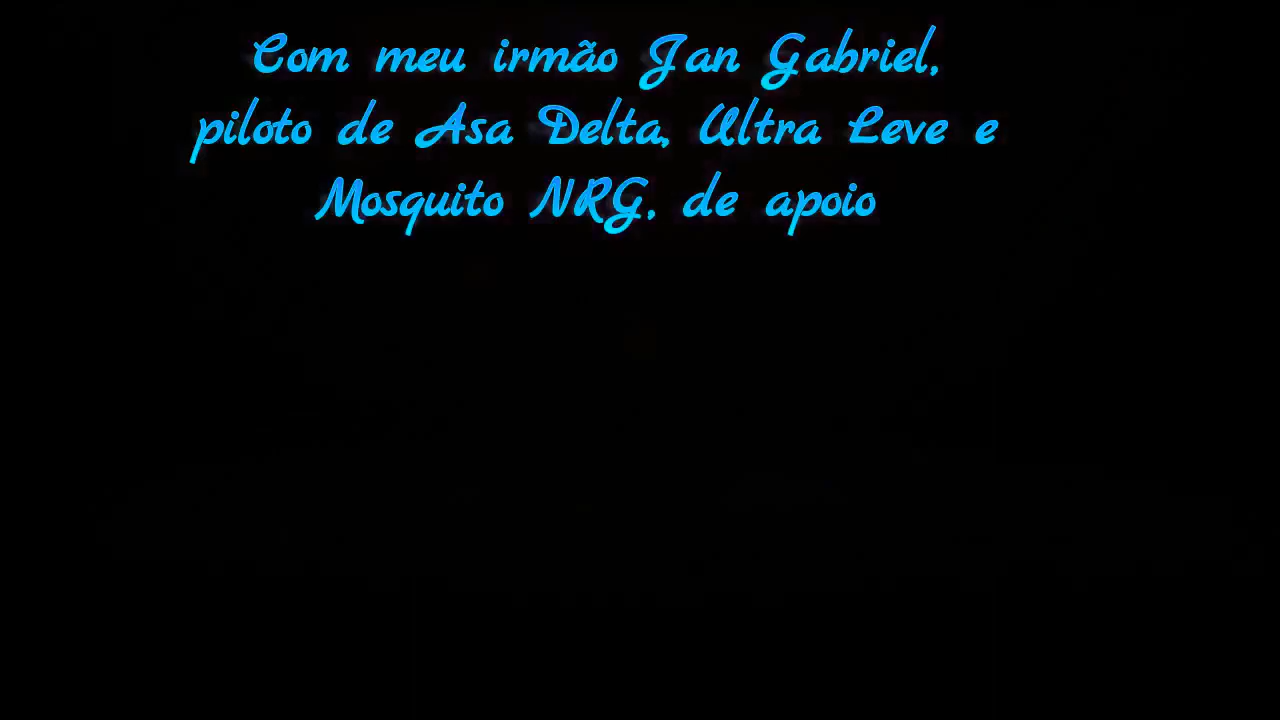 Com meu irmão Jan Gabriel,
piloto de Asa Delta, Ultra Leve e
Mosquito NRG, de apoio